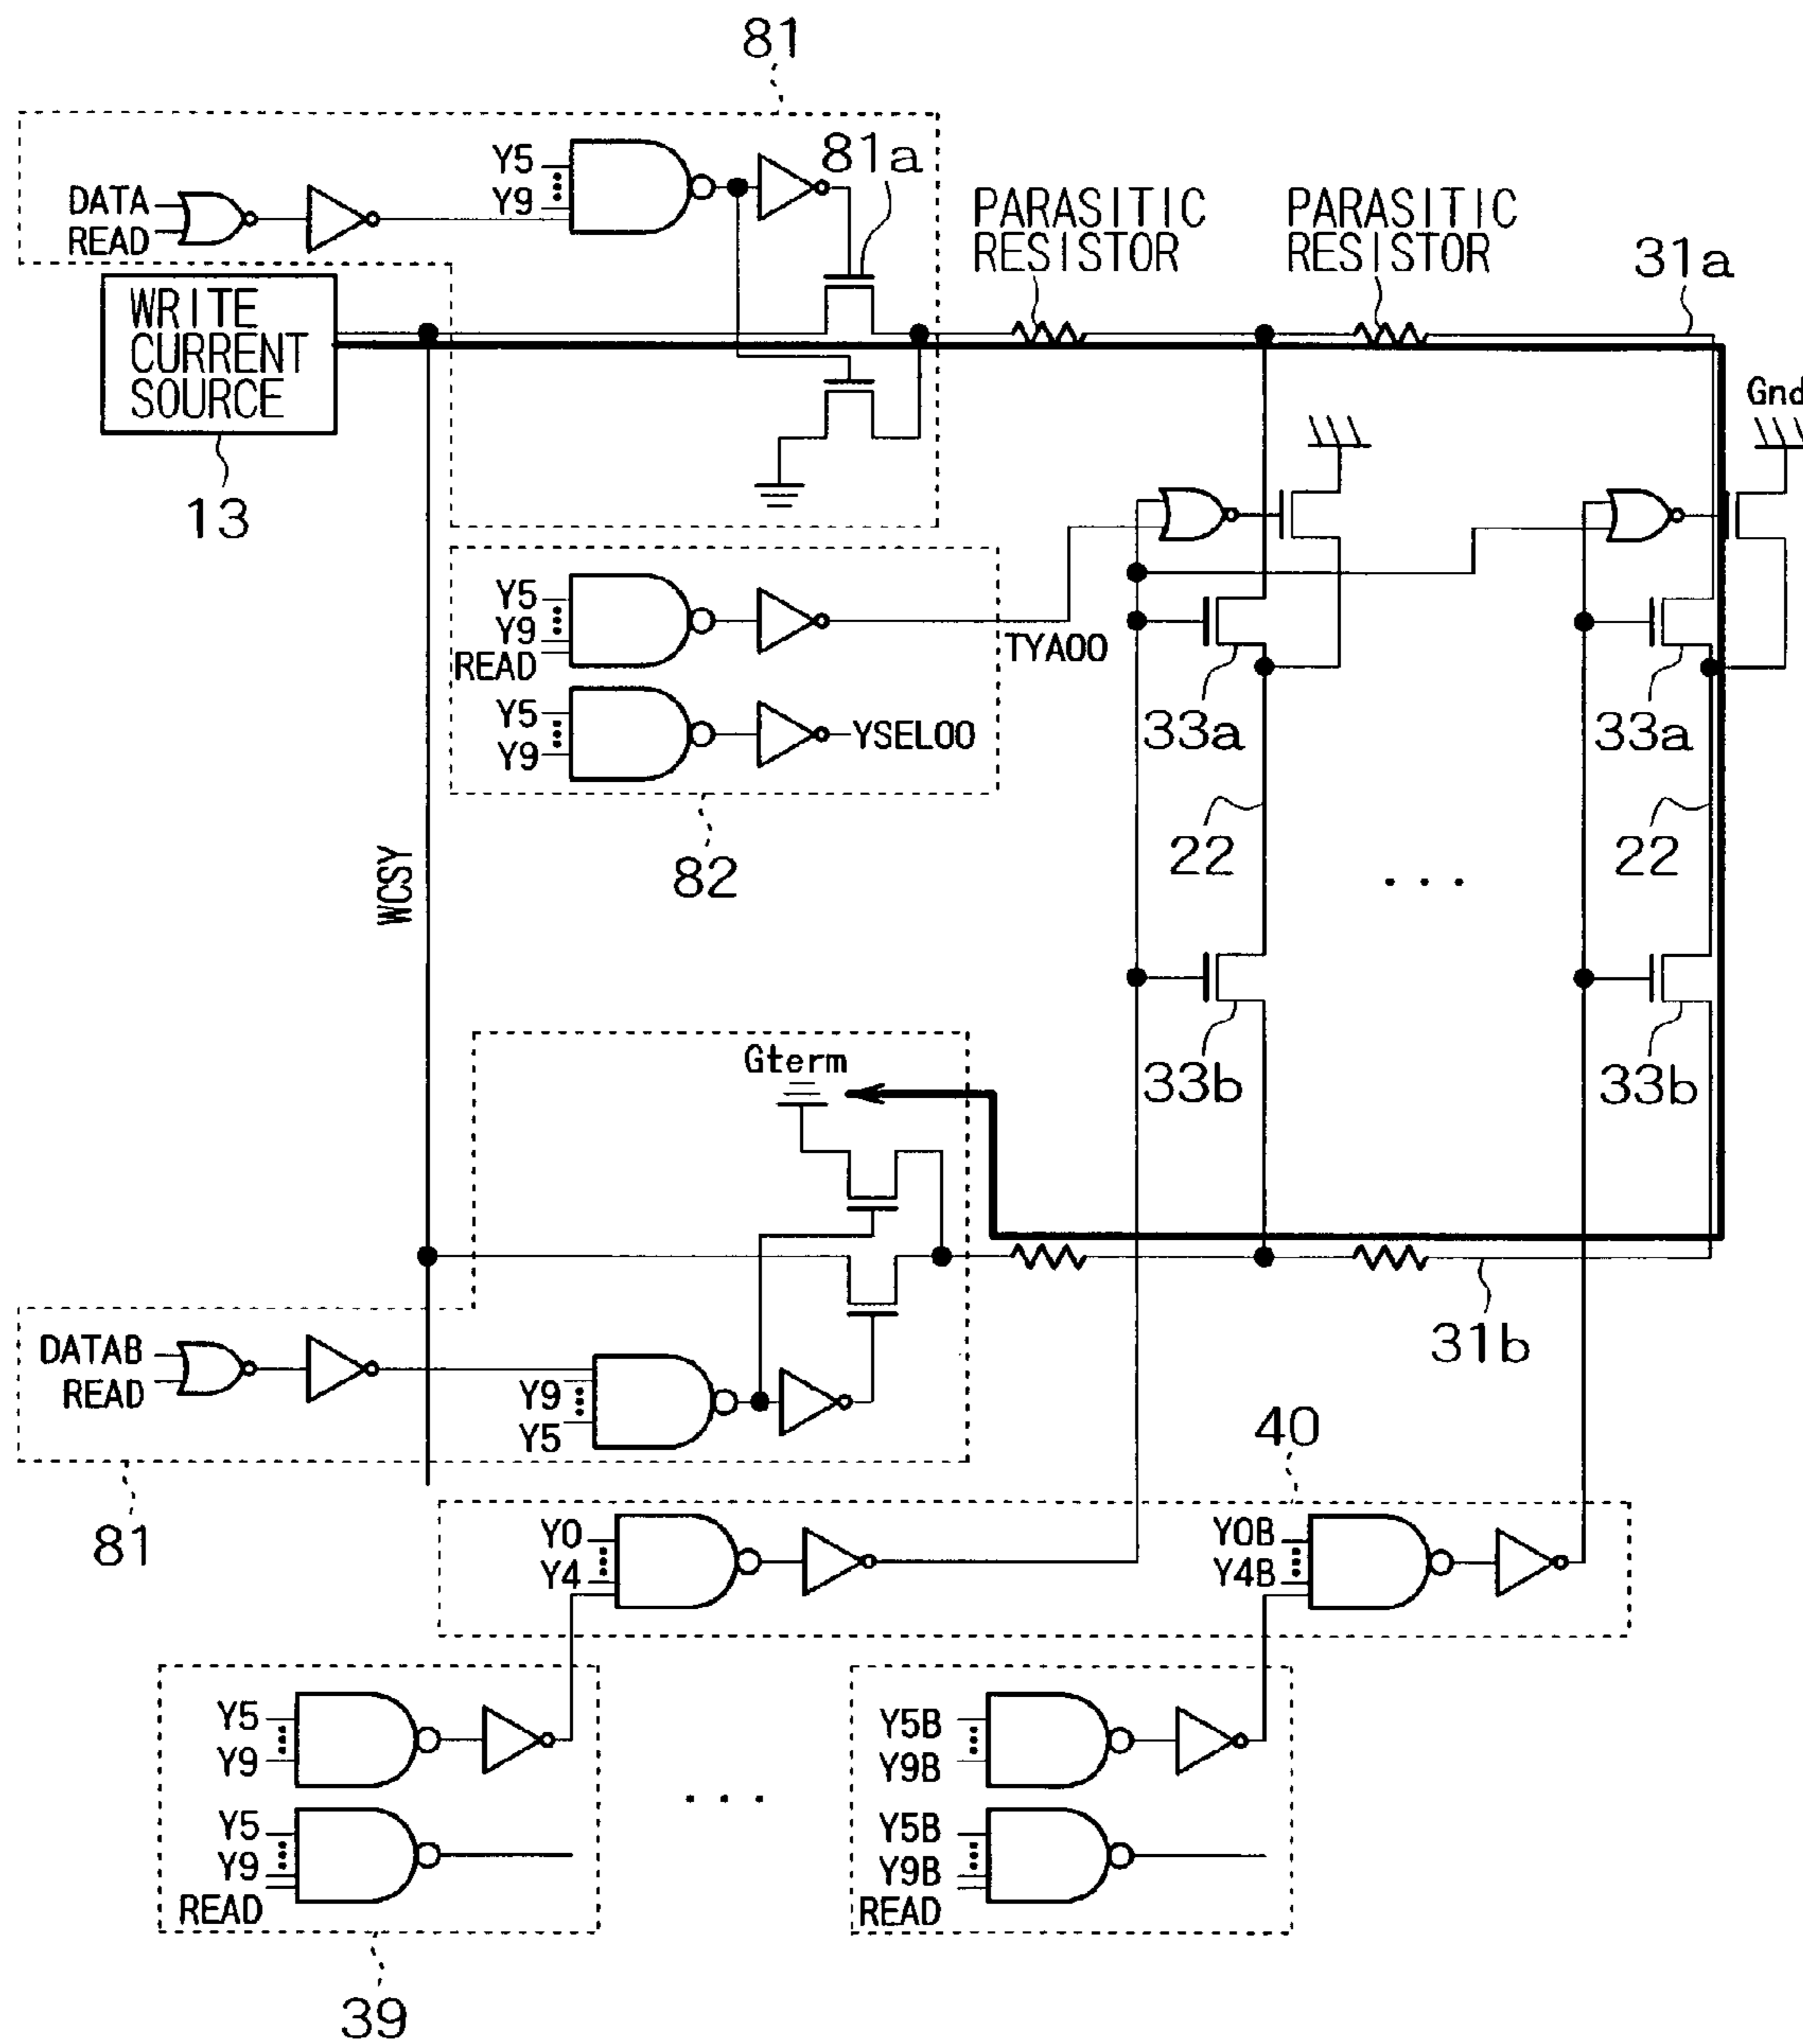 81
Y5
Y9
81a
DATA
READ
PARASITIC
RESISTOR
PARASITIC
RESISTOR
31a
WRITE
CURRENT
SOURCE
Gnd
13
Y5
Y9
READ
TYA00
Y5
Y9
YSEL00
33a
33a
82
22
22
WCSY
...
Gterm
33b
33b
DATAB
READ
Y9
Y5
31b
81
40
Y0
Y4
Y0B
Y4B
Y5
Y9
Y5B
Y9B
...
Y5
Y9
READ
Y5B
Y9B
READ
39